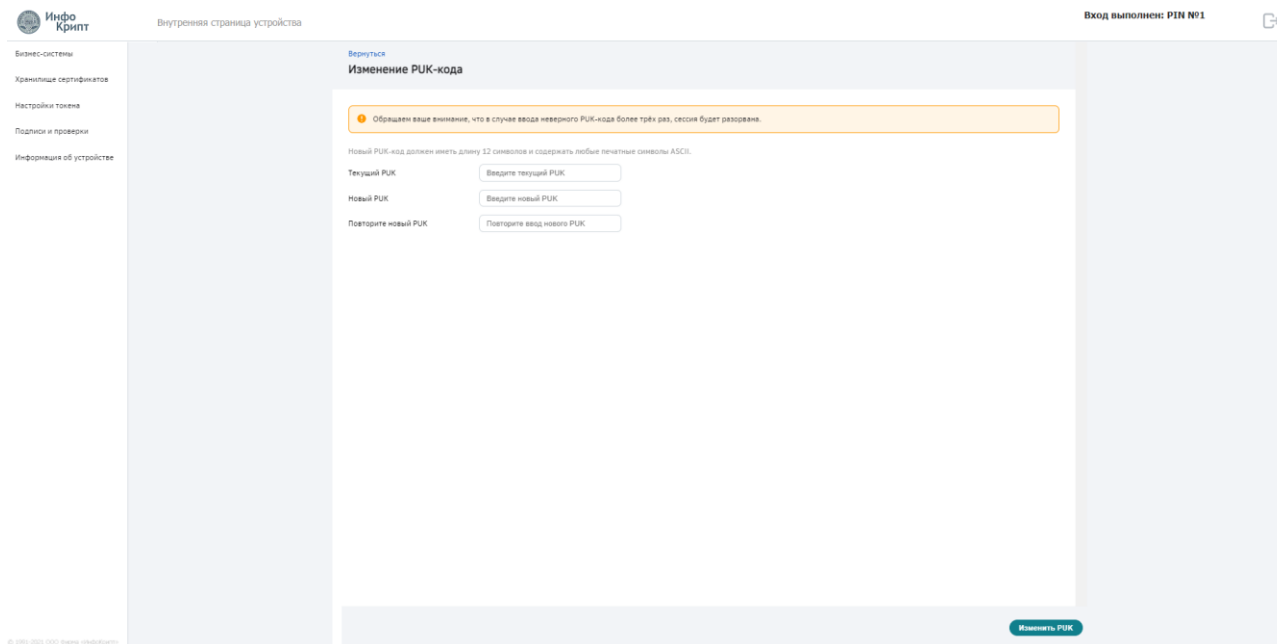 Инфо
Крипт
Внутренняя страница устройства
Вход выполнен: PIN №1
Бизнес-системы
Хранилище сертификатов
Настройки токена
Подписи и проверки
Информация об устройстве
Вернуться
Изменение PUK-кода
Обращаем ваше внимание, что в случае ввода неверного PUK-кода более трёх раз, сессия будет разорвана.
Новый PUK-код должен иметь длину 12 символов и содержать любые печатные символы ASCII.
Текущий PUK
Введите текущий PUK
Новый PUK
Введите новый PUK
Повторите новый PUK
Повторите ввод нового PUK
Изменить PUK